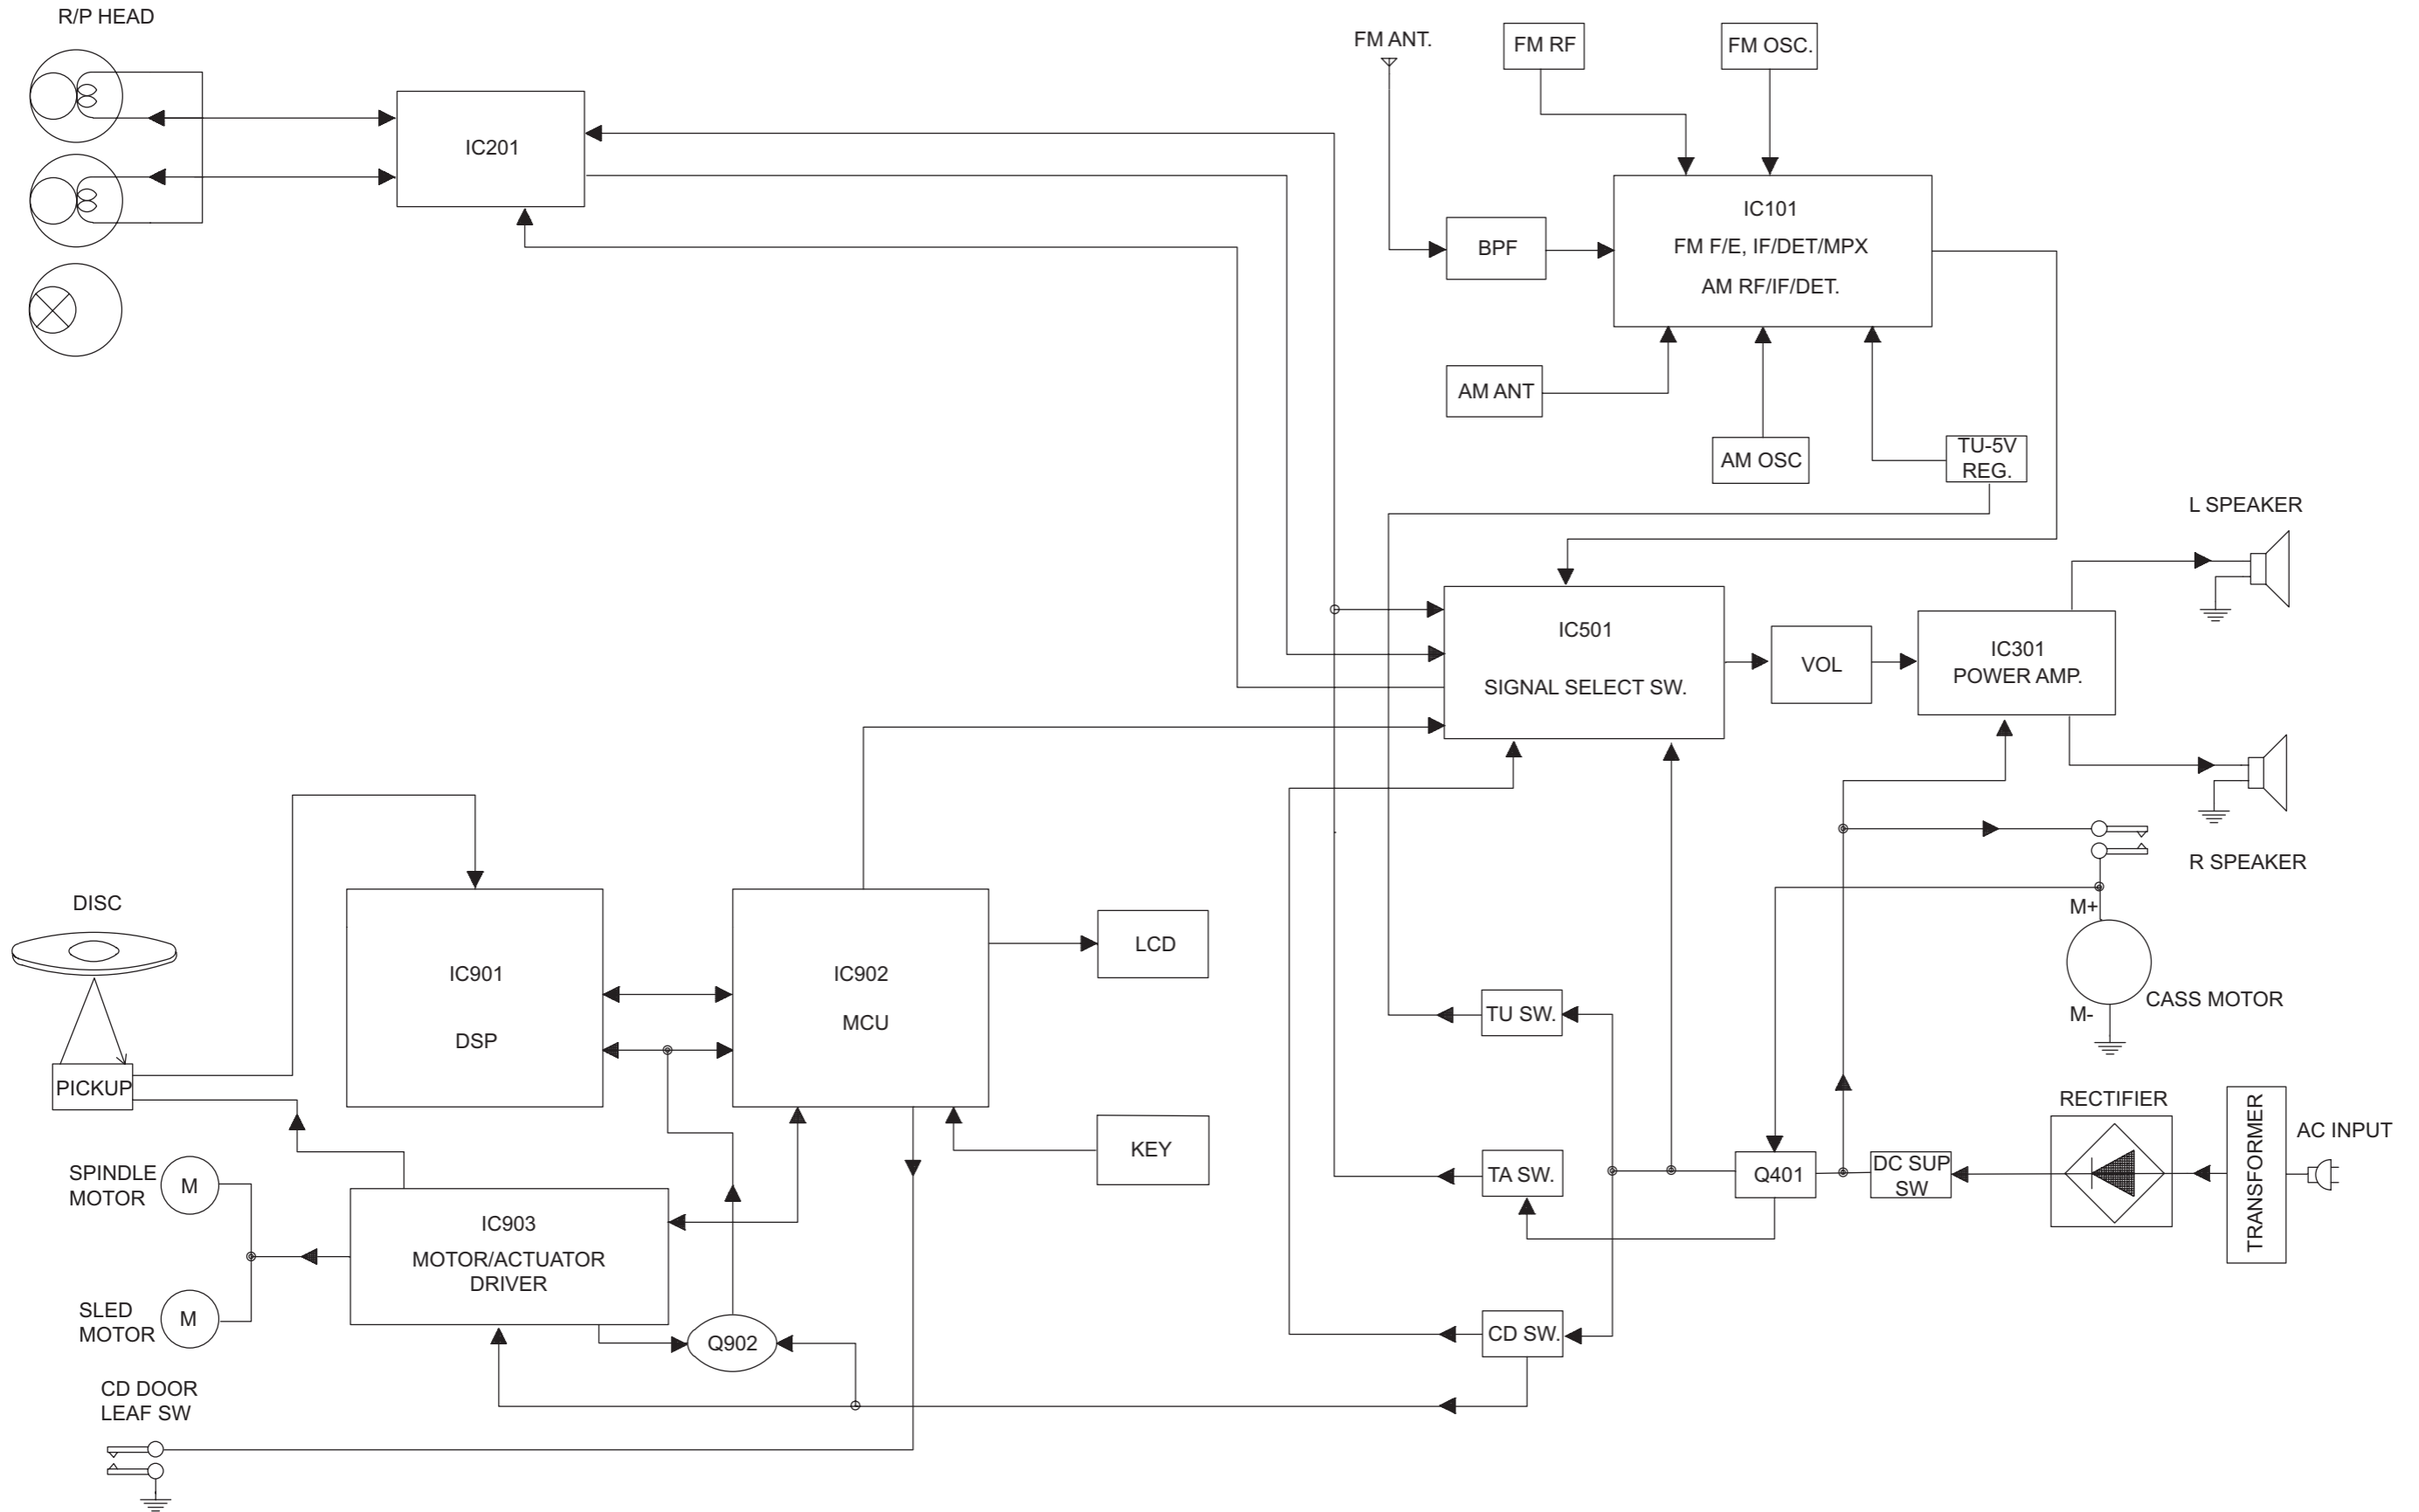 R/P HEAD
FM ANT.
FM RF
FM OSC.
IC201
IC101
FM F/E, IF/DET/MPX
AM RF/IF/DET.
BPF
AM ANT
AM OSC
TU-5V
REG.
L SPEAKER
IC501
SIGNAL SELECT SW.
VOL
IC301
POWER AMP.
R SPEAKER
DISC
PICKUP
IC901
DSP
IC902
MCU
LCD
KEY
M+
CASS MOTOR
M-
TU SW.
TA SW.
CD SW.
Q401
DC SUP
SW
RECTIFIER
TRANSFORMER
AC INPUT
SPINDLE
MOTOR
M
SLED
MOTOR
M
IC903
MOTOR/ACTUATOR
DRIVER
Q902
CD DOOR
LEAF SW